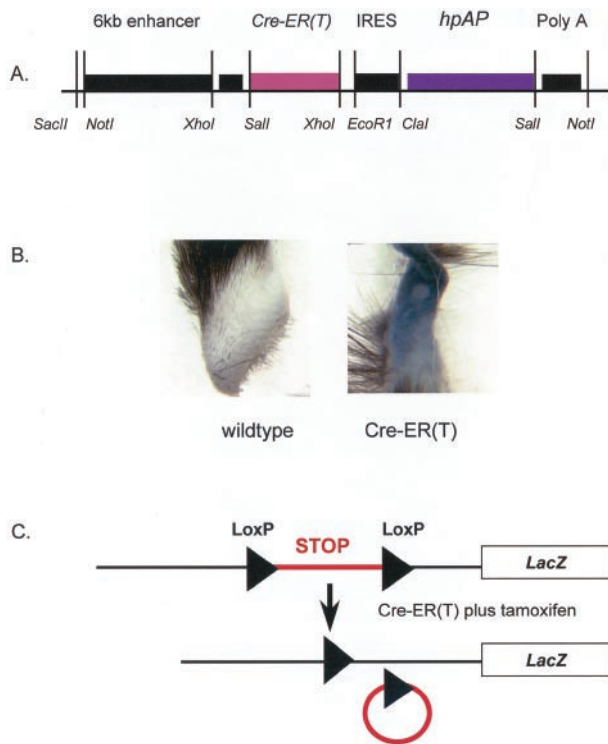 6kb enhancer Cre-ER(T) IRES hpAP Poly A
A.
SacII NotI XhoI SalI XhoI EcoR1 ClaI SalI NotI
B.
wildtype Cre-ER(T)
C.
LoxP STOP LoxP
LacZ
Cre-ER(T) plus tamoxifen
LacZ